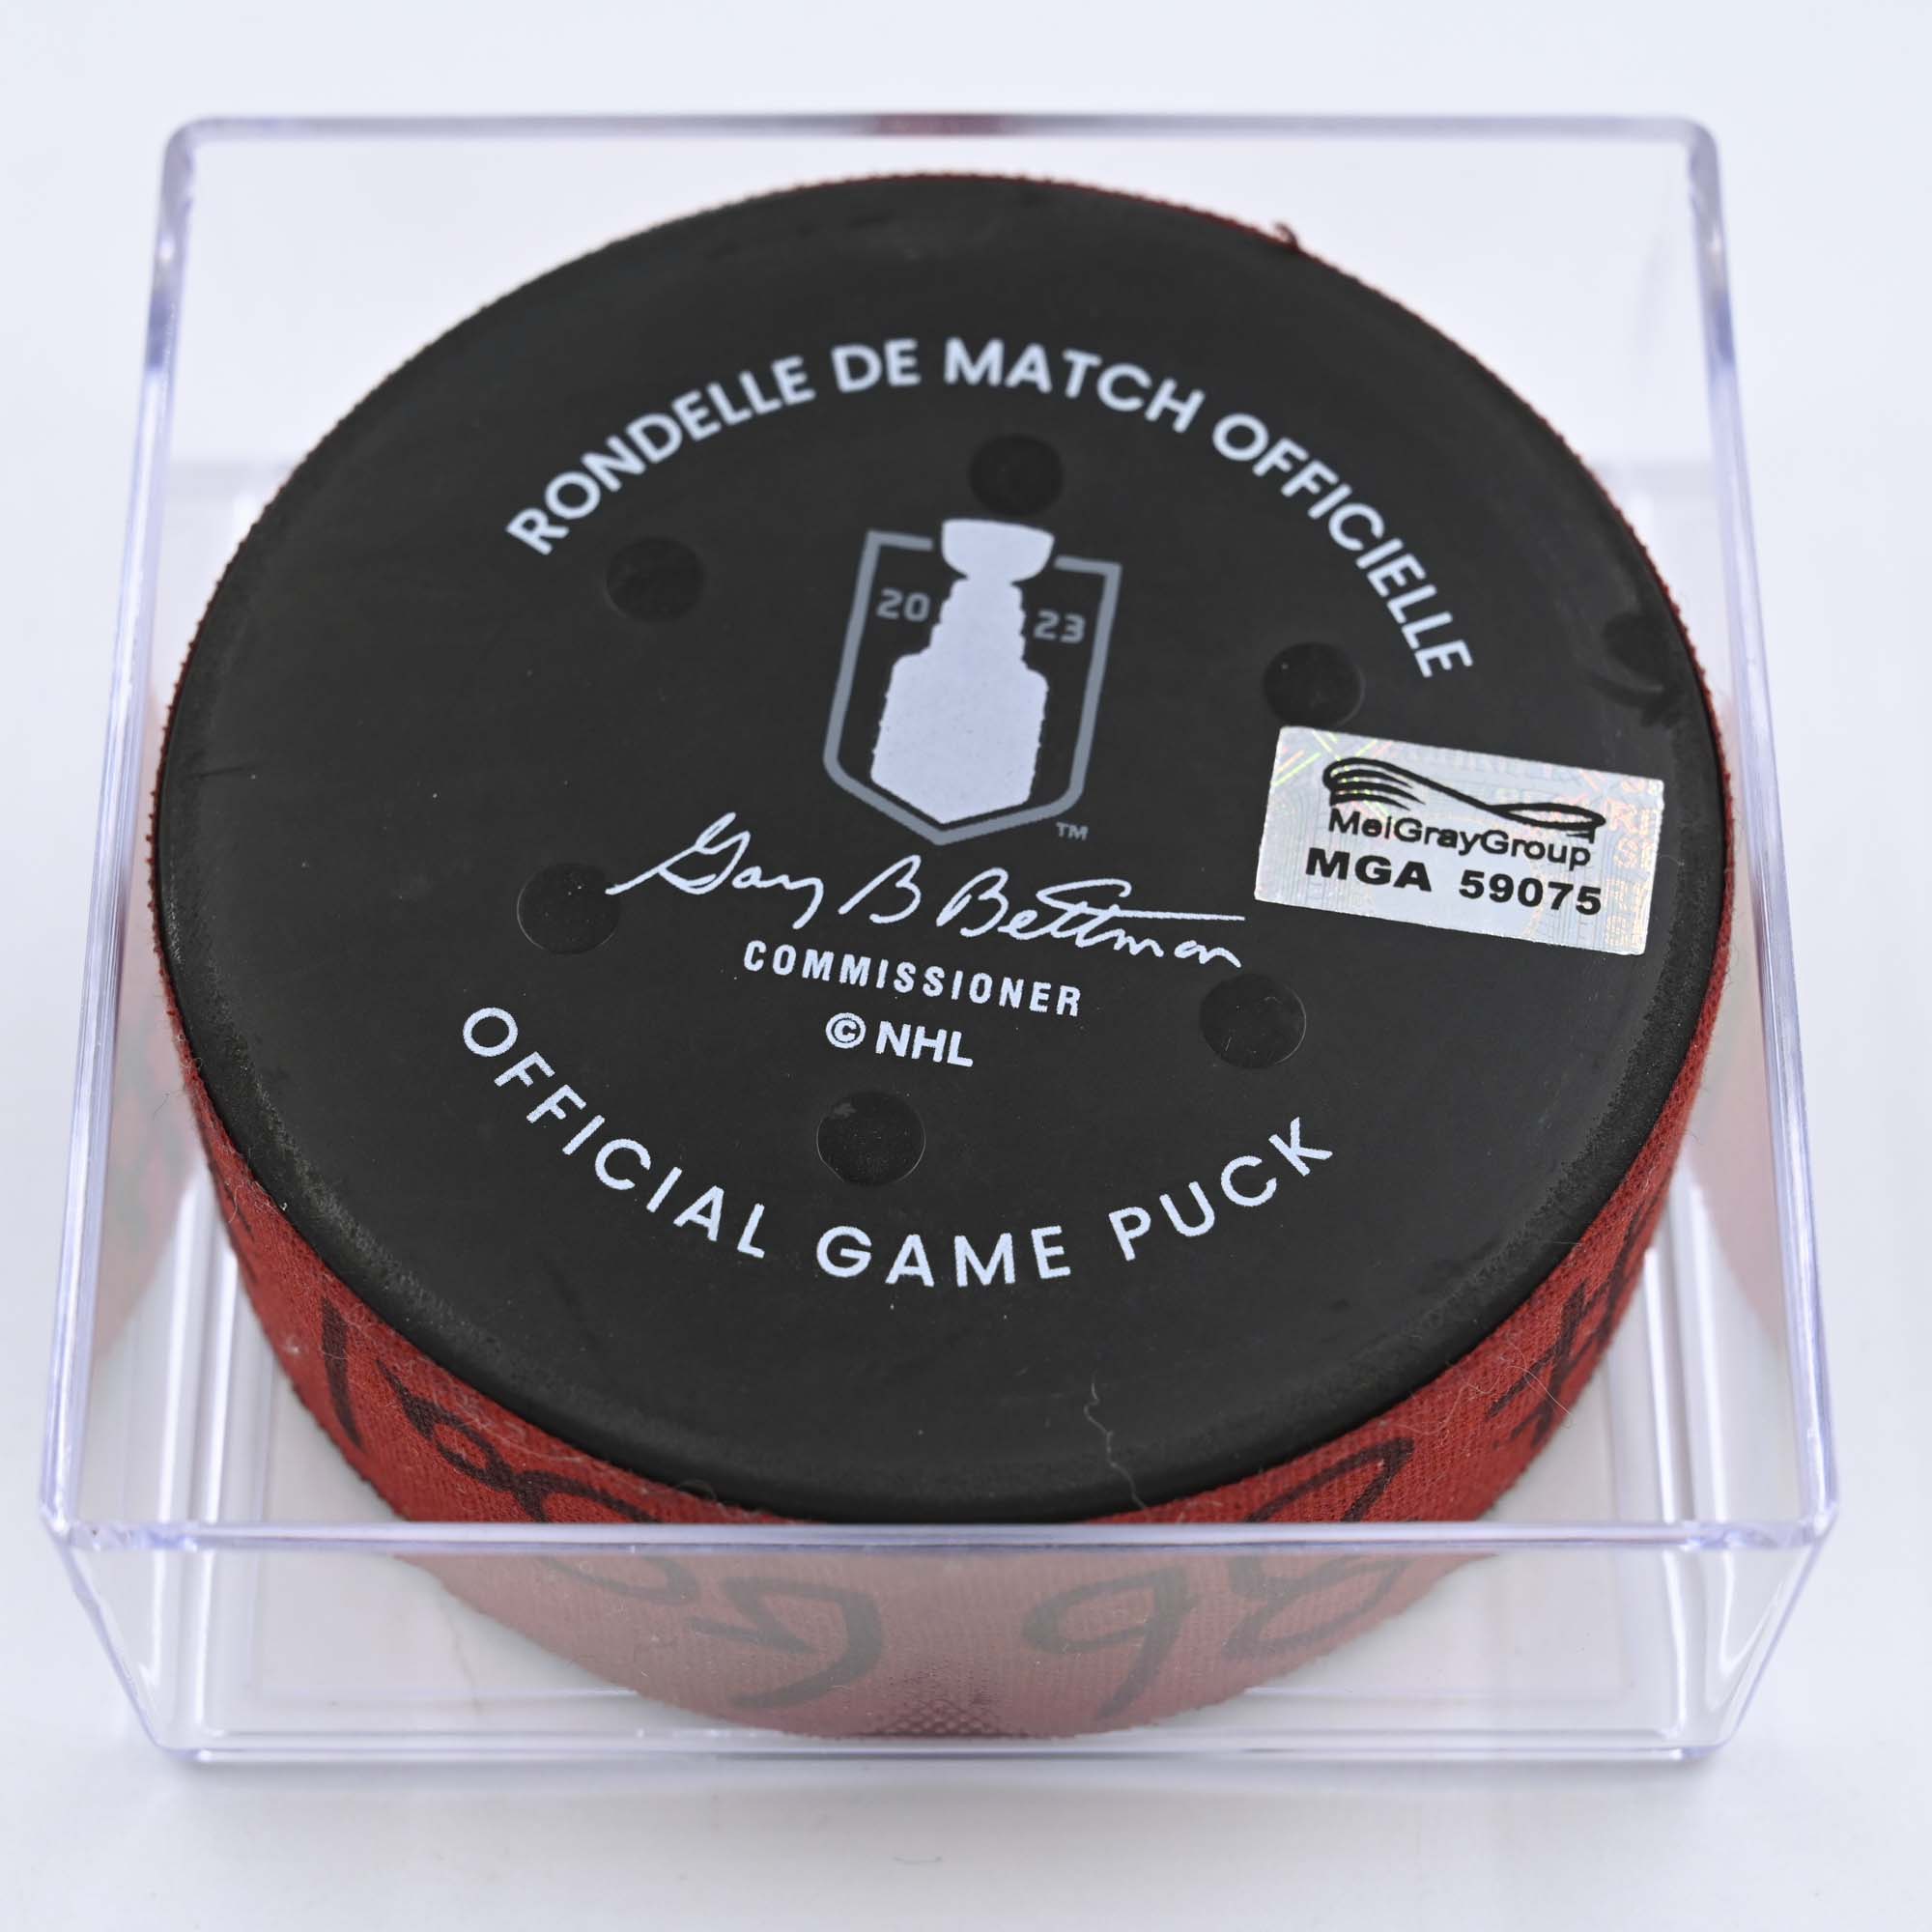 RONDELLE DE MATCH OFFICIELLE
20 23
TM
Gary B Bettman
COMMISSIONER
© NHL
OFFICIAL GAME PUCK
MeiGrayGroup
MGA 59075